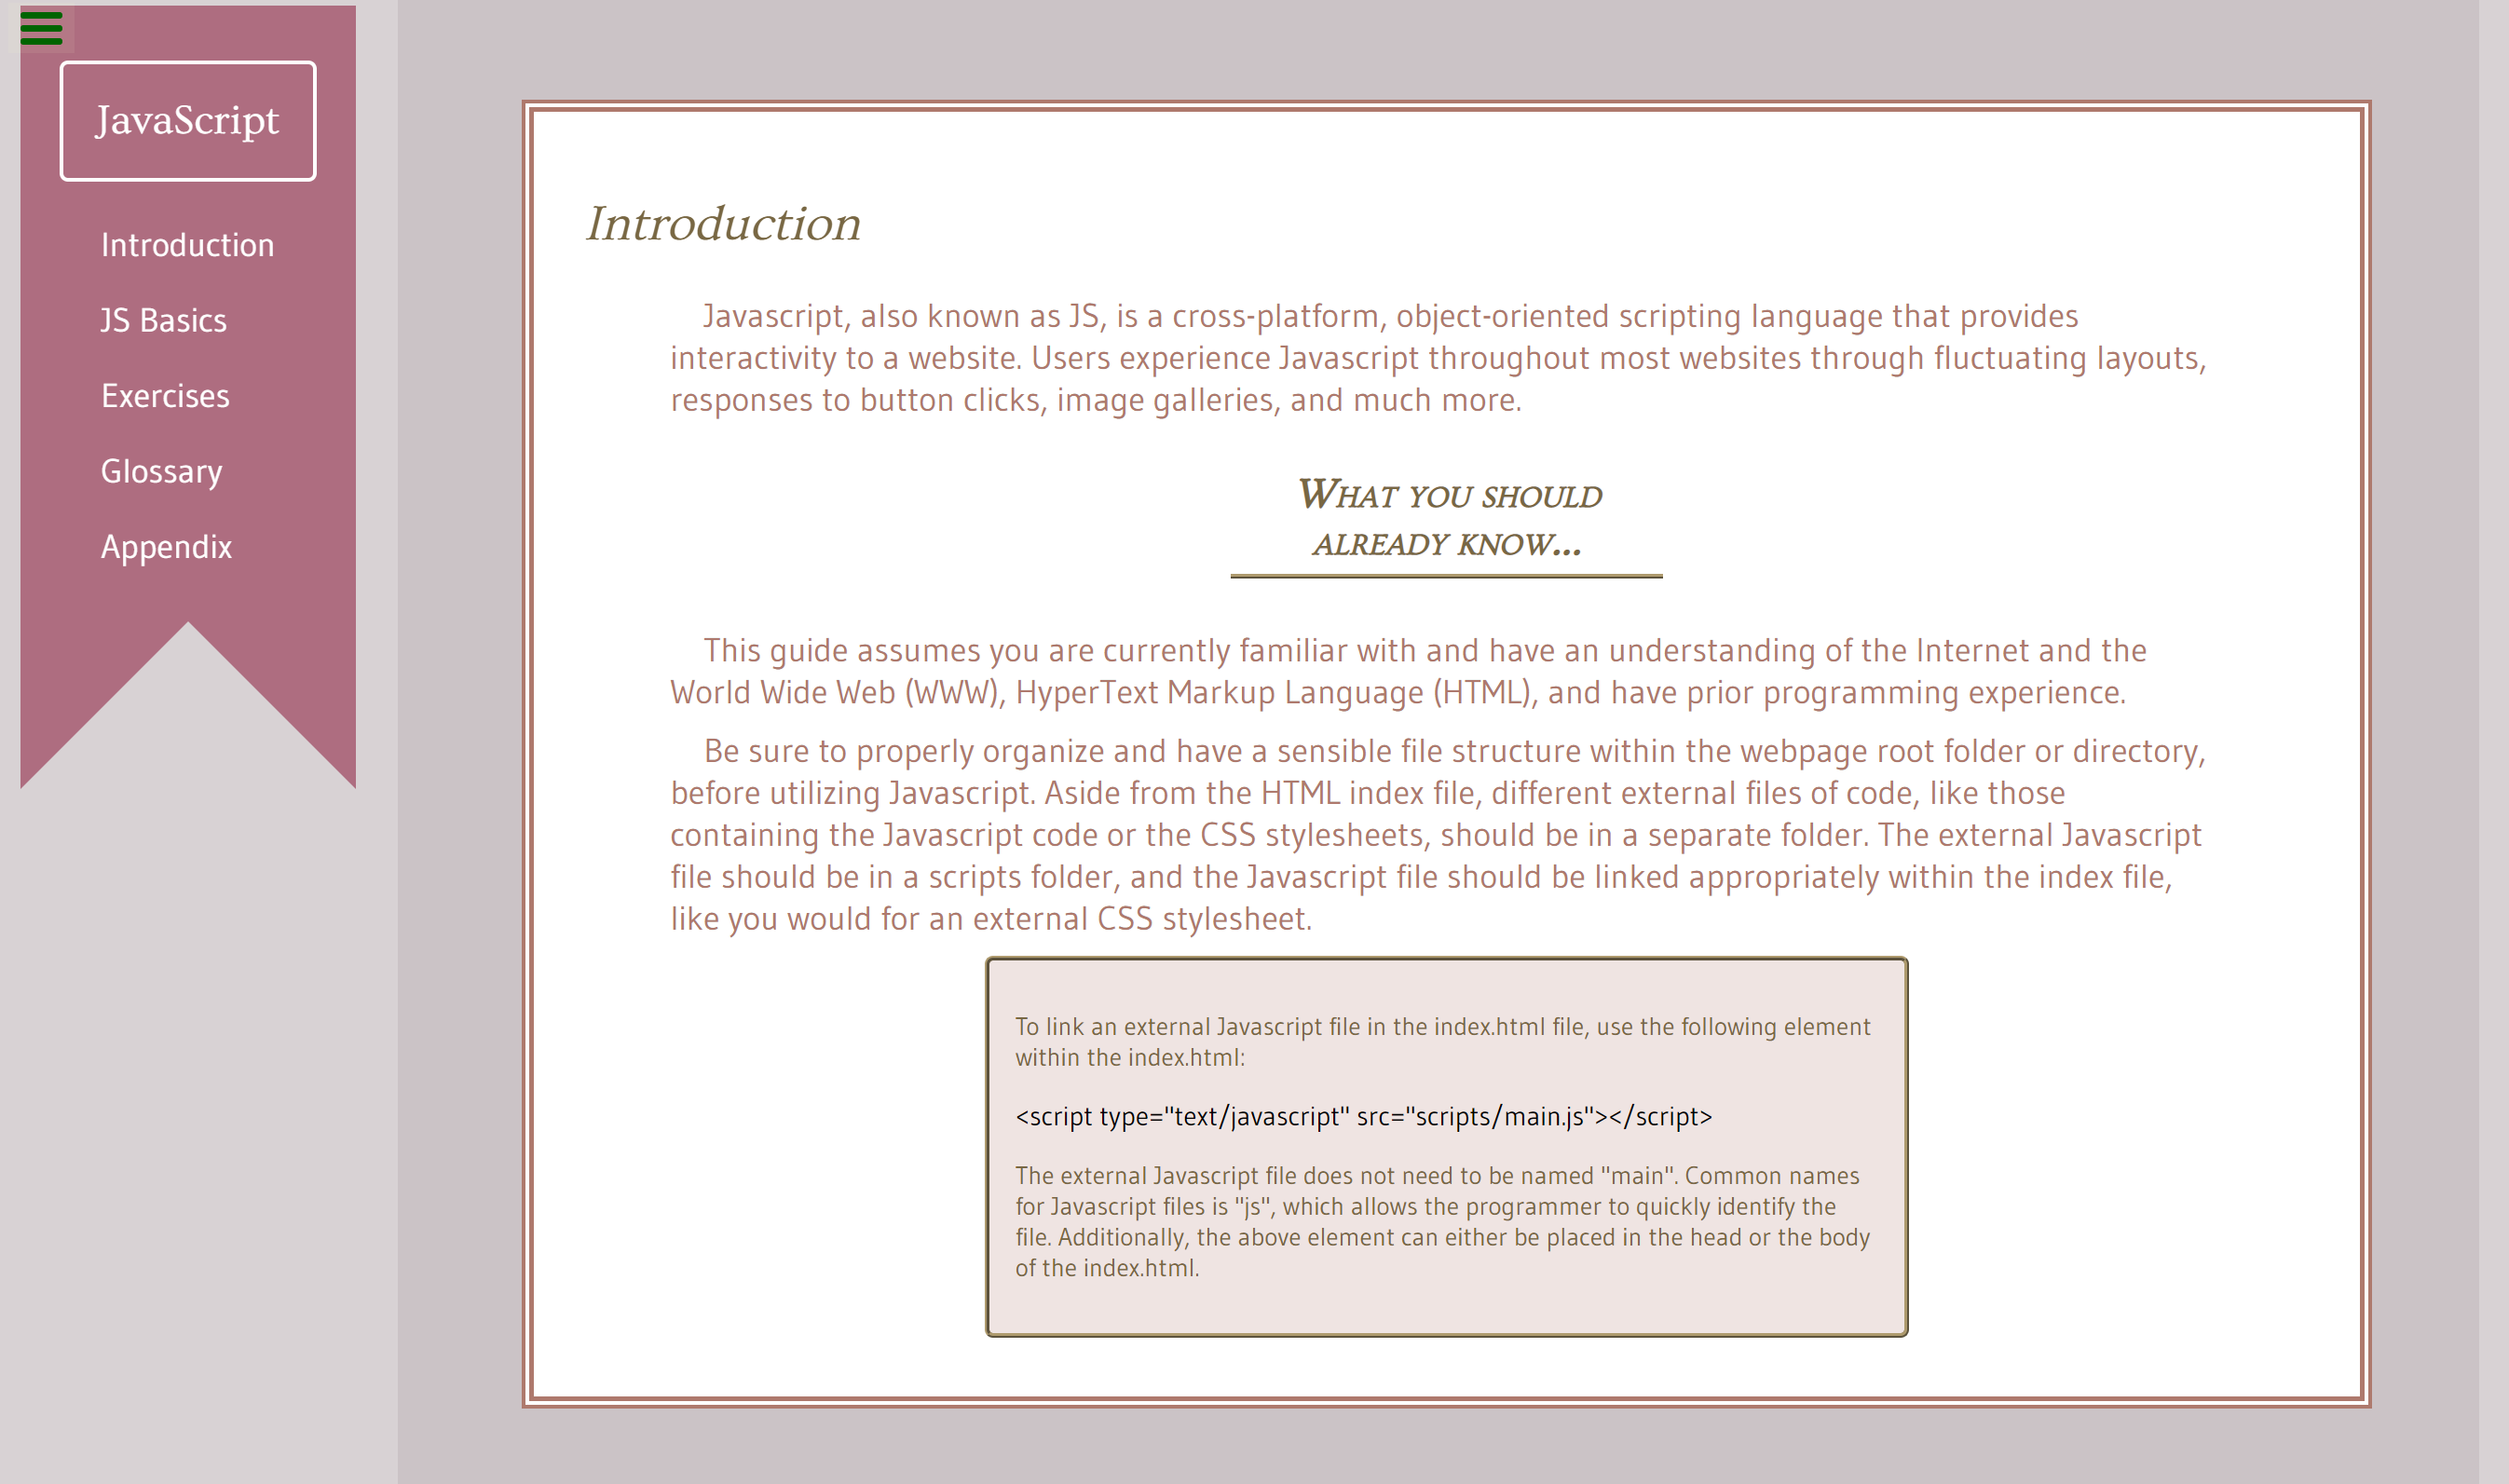 JavaScript
Introduction
JS Basics
Exercises
Glossary
Appendix
Introduction
Javascript, also known as JS, is a cross-platform, object-oriented scripting language that provides
interactivity to a website. Users experience Javascript throughout most websites through fluctuating layouts,
responses to button clicks, image galleries, and much more.
What you should
already know...
This guide assumes you are currently familiar with and have an understanding of the Internet and the
World Wide Web (WWW), HyperText Markup Language (HTML), and have prior programming experience.
Be sure to properly organize and have a sensible file structure within the webpage root folder or directory,
before utilizing Javascript. Aside from the HTML index file, different external files of code, like those
containing the Javascript code or the CSS stylesheets, should be in a separate folder. The external Javascript
file should be in a scripts folder, and the Javascript file should be linked appropriately within the index file,
like you would for an external CSS stylesheet.
To link an external Javascript file in the index.html file, use the following element
within the index.html:
<script type="text/javascript" src="scripts/main.js"></script>
The external Javascript file does not need to be named "main". Common names
for Javascript files is "js", which allows the programmer to quickly identify the
file. Additionally, the above element can either be placed in the head or the body
of the index.html.